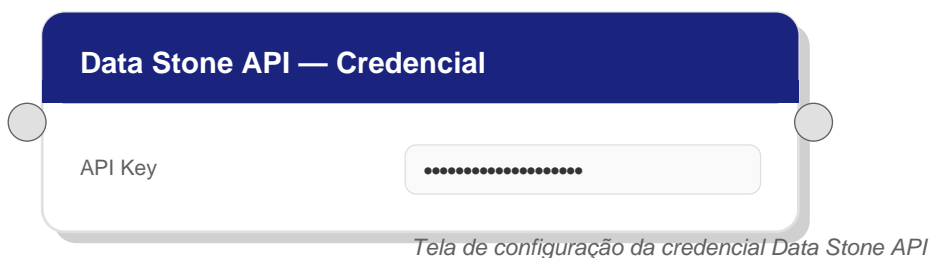 Data Stone API — Credencial
API Key
••••••••••••••••••••
Tela de configuração da credencial Data Stone API